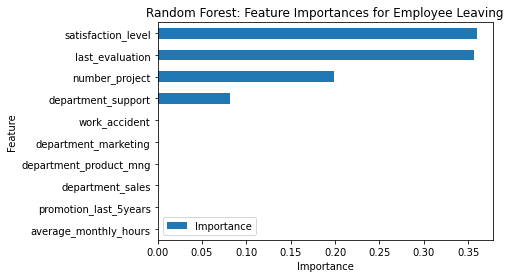 Random Forest: Feature Importances for Employee Leaving
satisfaction_level
last_evaluation
number_project
department_support
work_accident
department_marketing
department_product_mng
department_sales
promotion_last_5years
average_monthly_hours
Feature
Importance
0.00 0.05 0.10 0.15 0.20 0.25 0.30 0.35
Importance